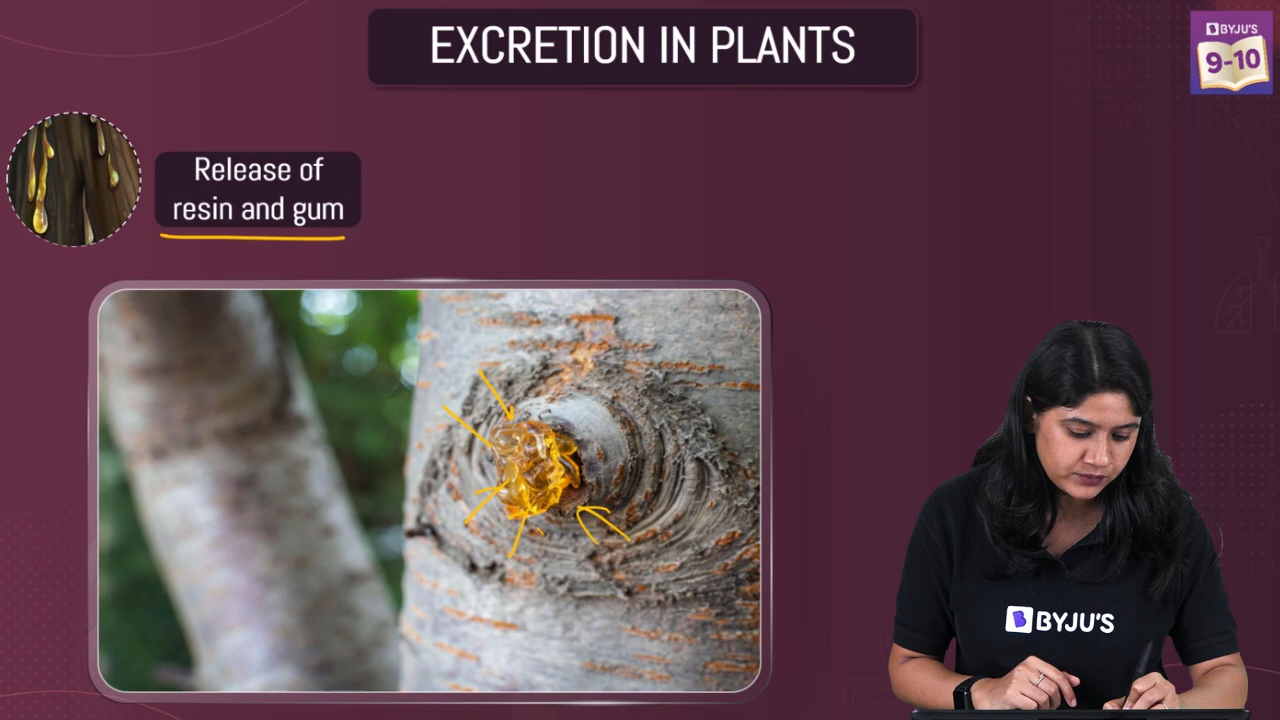 EXCRETION IN PLANTS
BYJU'S
9-10
Release of
resin and gum
BYJU'S